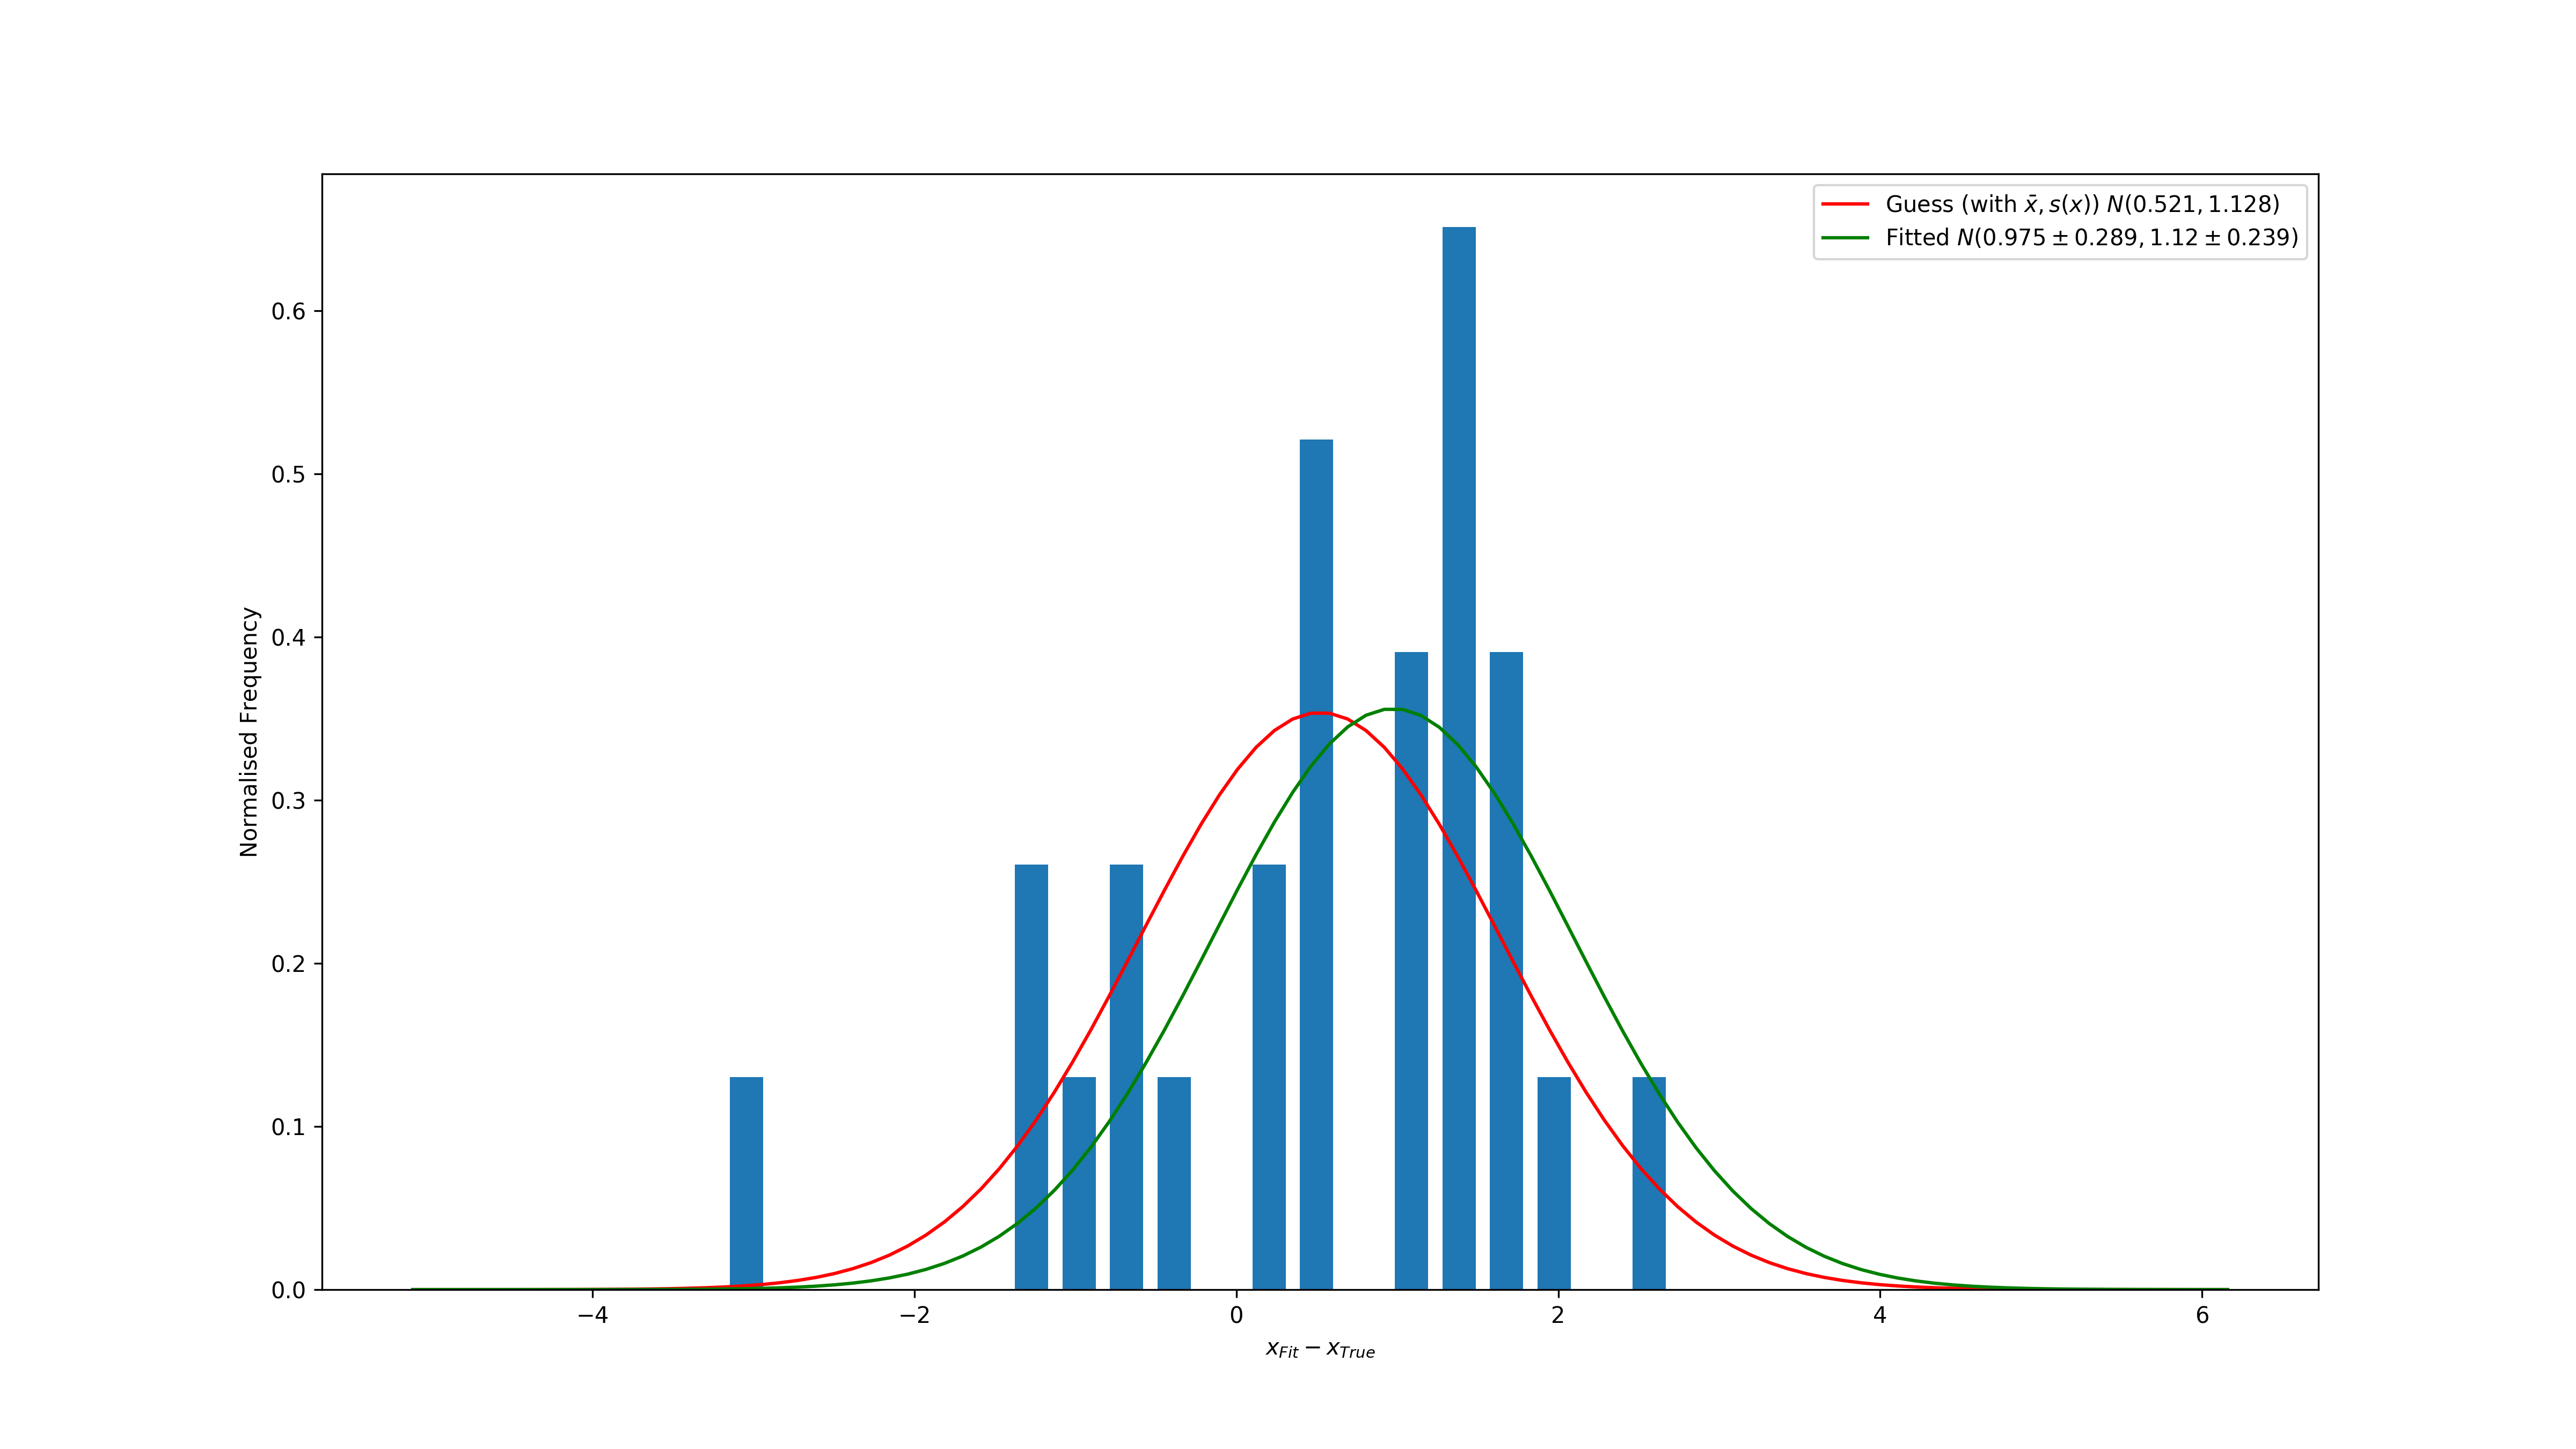 Guess (with x̄, s(x)) N(0.521, 1.128)
Fitted N(0.975 ± 0.289, 1.12 ± 0.239)
Normalised Frequency
0.6
0.5
0.4
0.3
0.2
0.1
0.0
−4 −2 0 2 4 6
x_Fit − x_True